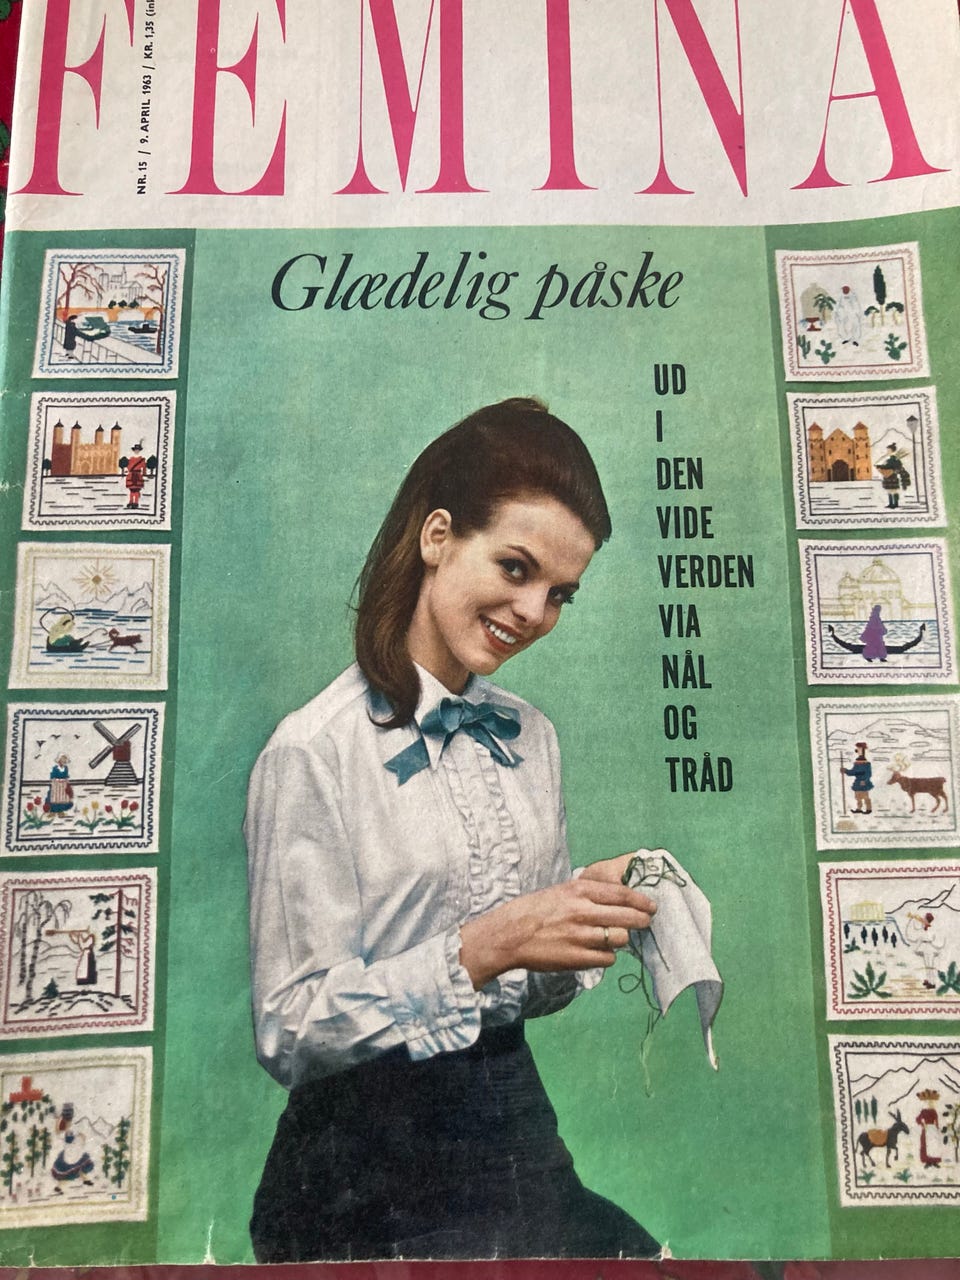 FEMINA
NR. 15 / 9. APRIL 1963 / KR. 1,35
Glædelig påske
UD
I
DEN
VIDE
VERDEN
VIA
NÅL
OG
TRÅD